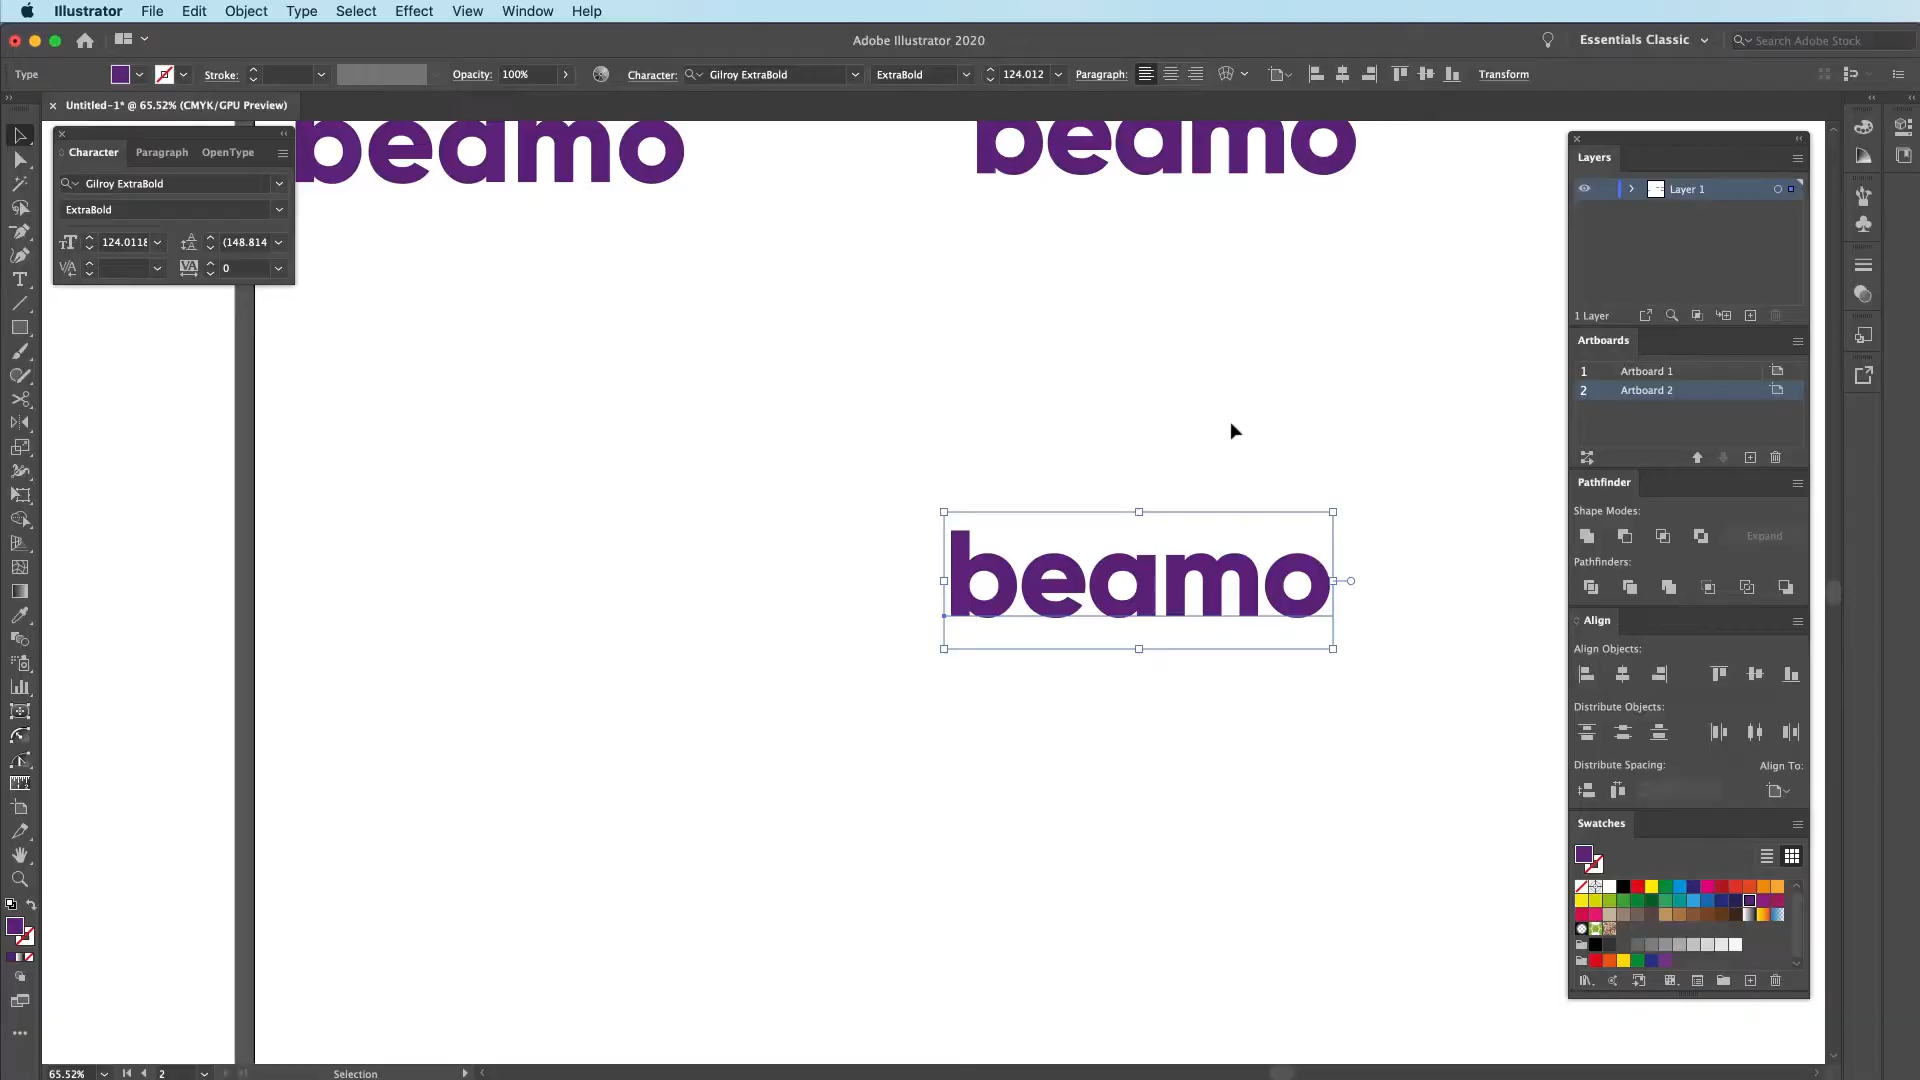 Illustrator File Edit Object Type Select Effect View Window Help
Adobe Illustrator 2020
Essentials Classic
Search Adobe Stock
Type
Stroke:
Opacity: 100%
Character: Gilroy ExtraBold ExtraBold 124.012
Paragraph:
Transform
Untitled-1* @ 65.52% (CMYK/GPU Preview)
beamo
beamo
Character Paragraph OpenType
Gilroy ExtraBold
ExtraBold
124.0118 (148.814
0
beamo
Layers
Layer 1
1 Layer
Artboards
1 Artboard 1
2 Artboard 2
Pathfinder
Shape Modes:
Expand
Pathfinders:
Align
Align Objects:
Distribute Objects:
Distribute Spacing: Align To:
Swatches
65.52% 2 Selection